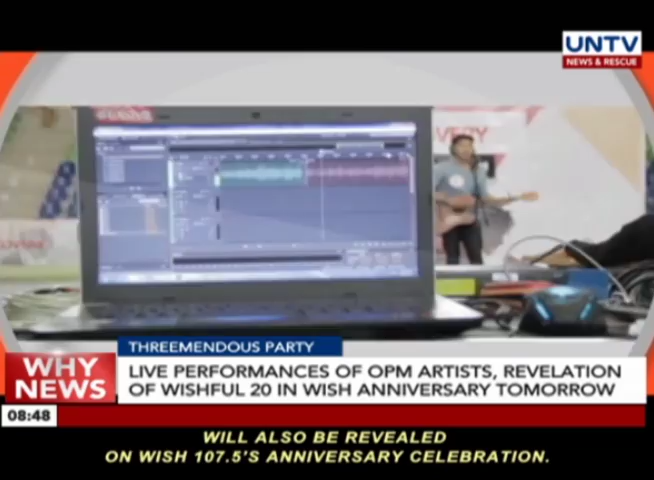 UNTV
NEWS & RESCUE
VERY
THREEMENDOUS PARTY
LIVE PERFORMANCES OF OPM ARTISTS, REVELATION
OF WISHFUL 20 IN WISH ANNIVERSARY TOMORROW
WHY
NEWS
08:48
WILL ALSO BE REVEALED
ON WISH 107.5'S ANNIVERSARY CELEBRATION.